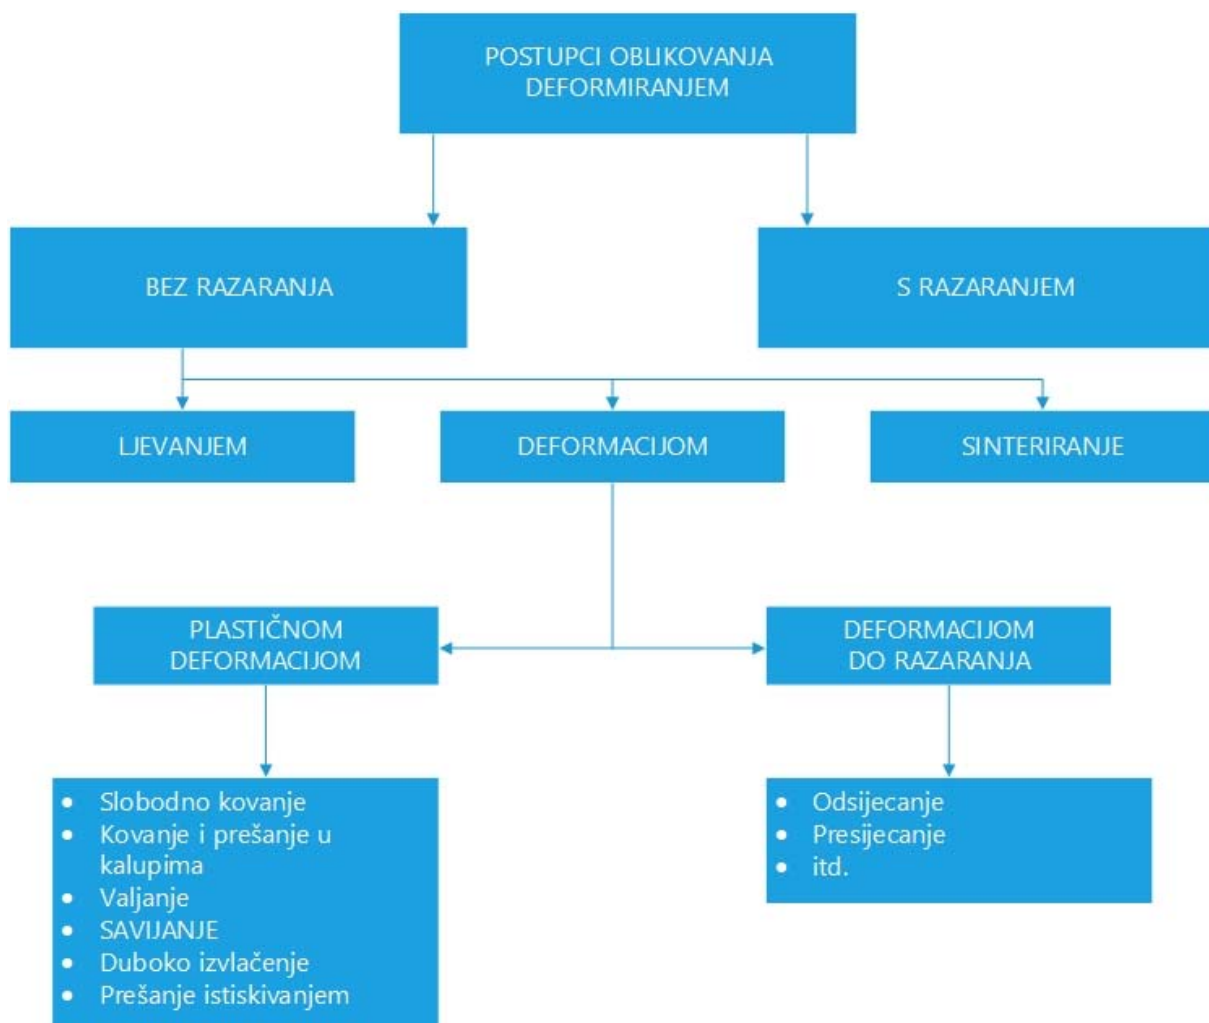 POSTUPCI OBLIKOVANJA
DEFORMIRANJEM
BEZ RAZARANJA
S RAZARANJEM
LJEVANJEM
DEFORMACIJOM
SINTERIRANJE
PLASTIČNOM
DEFORMACIJOM
DEFORMACIJOM
DO RAZARANJA
• Slobodno kovanje
• Kovanje i prešanje u
kalupima
• Valjanje
• SAVIJANJE
• Duboko izvlačenje
• Prešanje istiskivanjem
• Odsijecanje
• Presijecanje
• itd.